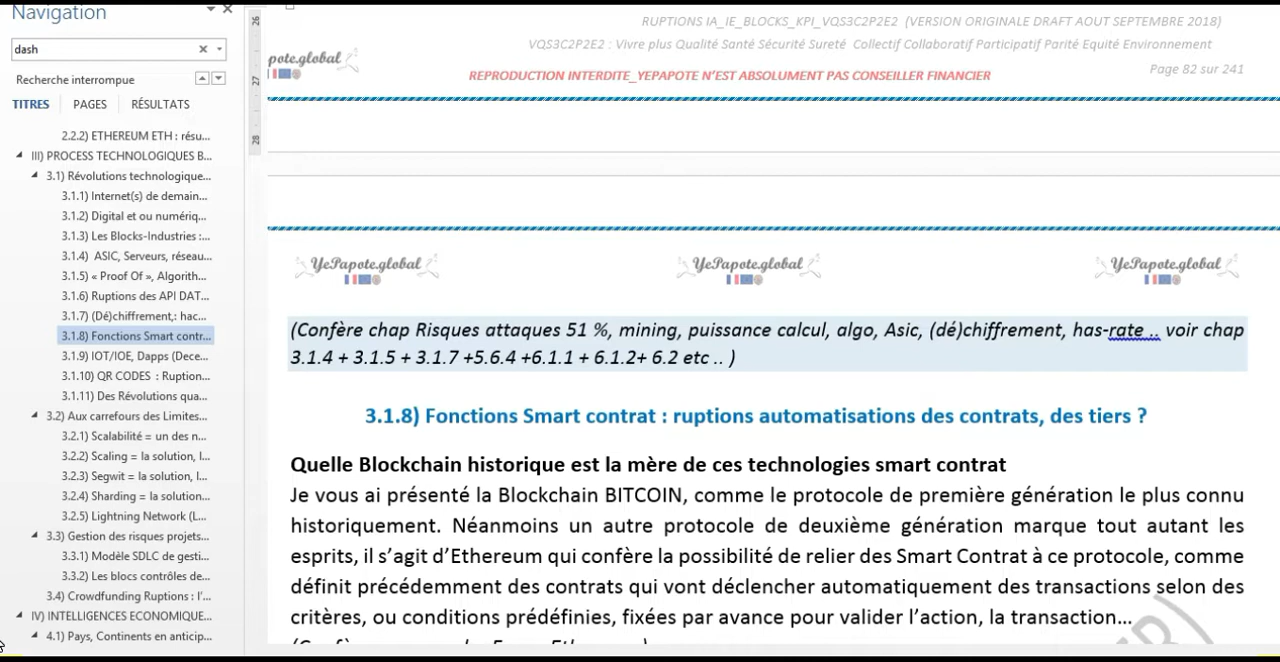 Navigation
dash
Recherche interrompue
TITRES PAGES RÉSULTATS
2.2.2) ETHEREUM ETH : résu...
III) PROCESS TECHNOLOGIQUES B...
3.1) Révolutions technologique...
3.1.1) Internet(s) de demain...
3.1.2) Digital et ou numériq...
3.1.3) Les Blocks-Industries :...
3.1.4) ASIC, Serveurs, réseau...
3.1.5) « Proof Of », Algorith...
3.1.6) Ruptions des API DAT...
3.1.7) (Dé)chiffrement,: hac...
3.1.8) Fonctions Smart contr...
3.1.9) IOT/IOE, Dapps (Dece...
3.1.10) QR CODES : Ruption...
3.1.11) Des Révolutions qua...
3.2) Aux carrefours des Limites...
3.2.1) Scalabilité = un des n...
3.2.2) Scaling = la solution, l...
3.2.3) Segwit = la solution, l...
3.2.4) Sharding = la solution...
3.2.5) Lightning Network (L...
3.3) Gestion des risques projets...
3.3.1) Modèle SDLC de gesti...
3.3.2) Les blocs contrôles de...
3.4) Crowdfunding Ruptions : l'...
IV) INTELLIGENCES ECONOMIQUE...
4.1) Pays, Continents en anticip...
26
27
28
RUPTIONS IA_IE_BLOCKS_KPI_VQS3C2P2E2 (VERSION ORIGINALE DRAFT AOUT SEPTEMBRE 2018)
VQS3C2P2E2 : Vivre plus Qualité Santé Sécurité Sureté Collectif Collaboratif Participatif Parité Equité Environnement
pote.global
Page 82 sur 241
REPRODUCTION INTERDITE_YEPAPOTE N'EST ABSOLUMENT PAS CONSEILLER FINANCIER
YePapote.global YePapote.global YePapote.global
(Confère chap Risques attaques 51 %, mining, puissance calcul, algo, Asic, (dé)chiffrement, has-rate .. voir chap
3.1.4 + 3.1.5 + 3.1.7 +5.6.4 +6.1.1 + 6.1.2+ 6.2 etc .. )
3.1.8) Fonctions Smart contrat : ruptions automatisations des contrats, des tiers ?
Quelle Blockchain historique est la mère de ces technologies smart contrat
Je vous ai présenté la Blockchain BITCOIN, comme le protocole de première génération le plus connu
historiquement. Néanmoins un autre protocole de deuxième génération marque tout autant les
esprits, il s'agit d'Ethereum qui confère la possibilité de relier des Smart Contrat à ce protocole, comme
définit précédemment des contrats qui vont déclencher automatiquement des transactions selon des
critères, ou conditions prédéfinies, fixées par avance pour valider l'action, la transaction...